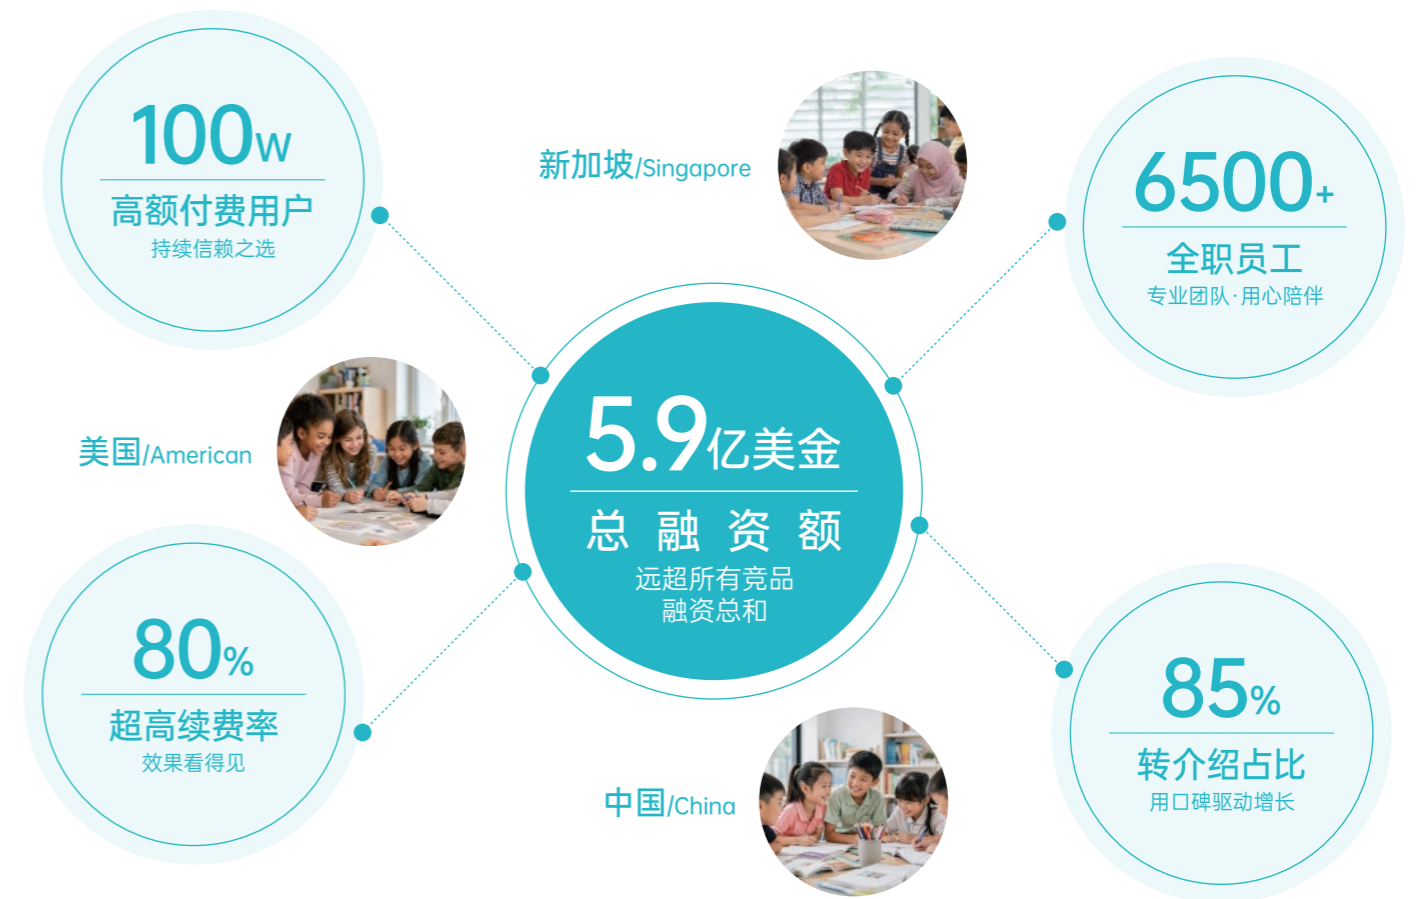 100W
高额付费用户
持续信赖之选
新加坡/Singapore
6500+
全职员工
专业团队·用心陪伴
美国/American
5.9亿美金
总融资额
远超所有竞品
融资总和
80%
超高续费率
效果看得见
85%
转介绍占比
用口碑驱动增长
中国/China